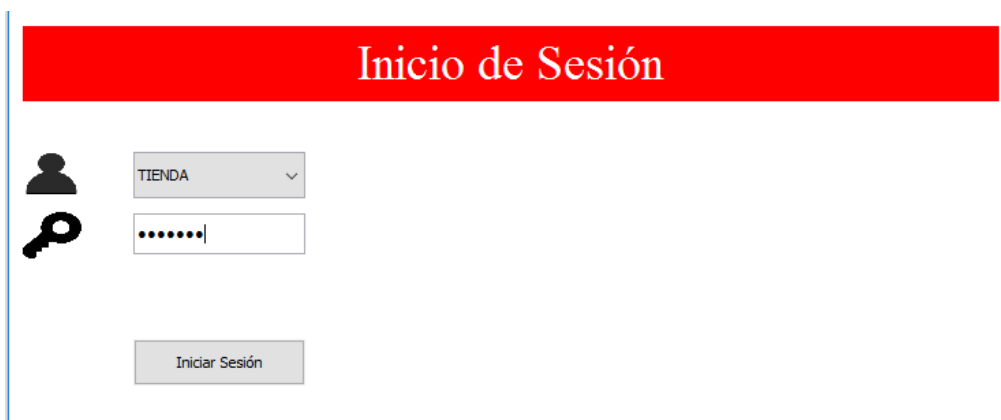 Inicio de Sesión
TIENDA
•••••••
Iniciar Sesión